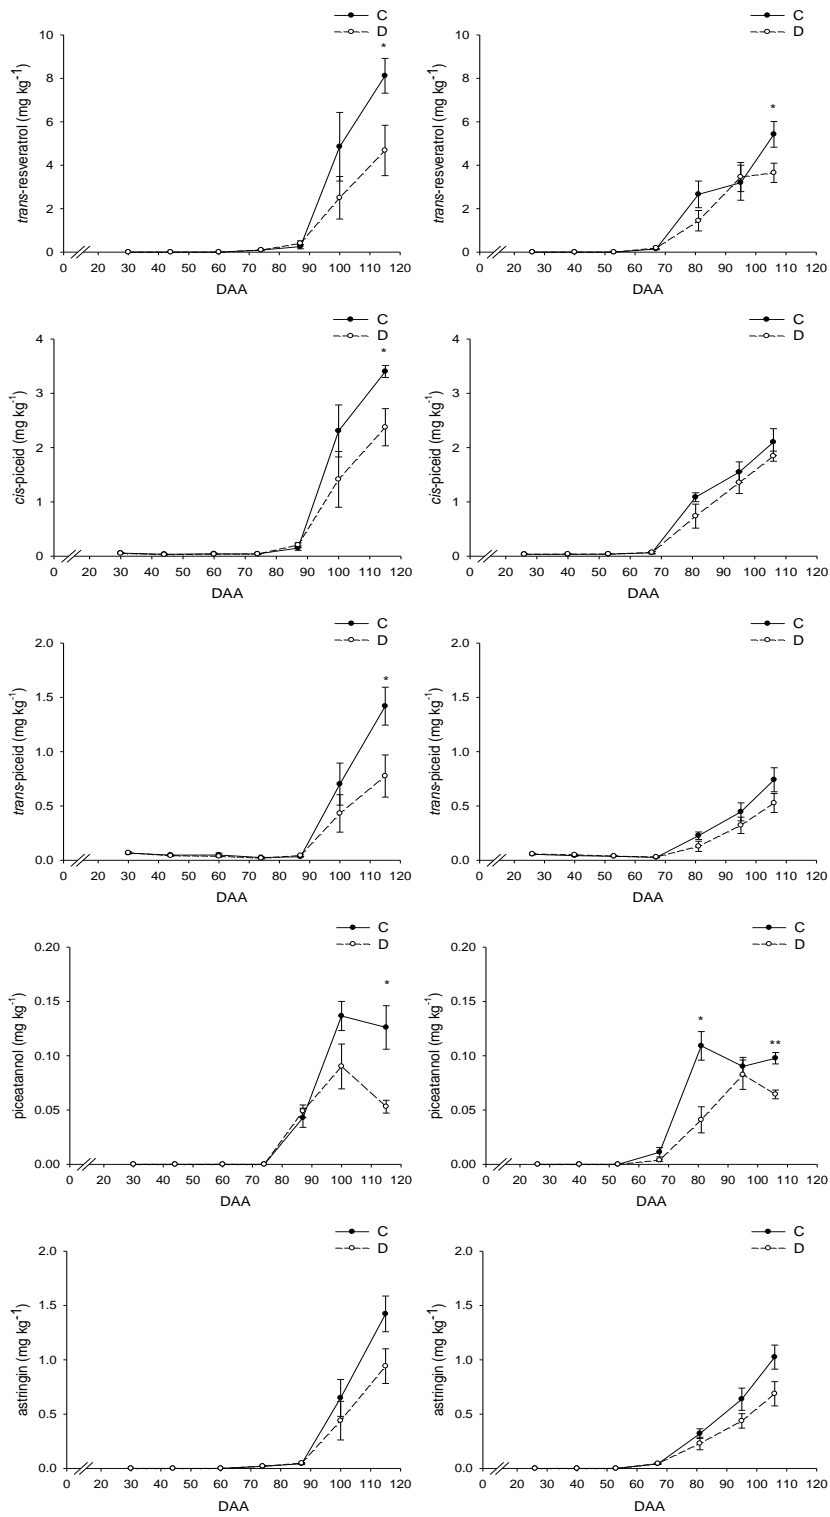 C
D
*
trans-resveratrol (mg kg-1)
10
8
6
4
2
0
0 20 30 40 50 60 70 80 90 100 110 120
DAA
C
D
*
trans-resveratrol (mg kg-1)
10
8
6
4
2
0
0 20 30 40 50 60 70 80 90 100 110 120
DAA
C
D
*
cis-piceid (mg kg-1)
4
3
2
1
0
0 20 30 40 50 60 70 80 90 100 110 120
DAA
C
D
cis-piceid (mg kg-1)
4
3
2
1
0
0 20 30 40 50 60 70 80 90 100 110 120
DAA
C
D
*
trans-piceid (mg kg-1)
2.0
1.5
1.0
0.5
0.0
0 20 30 40 50 60 70 80 90 100 110 120
DAA
C
D
trans-piceid (mg kg-1)
2.0
1.5
1.0
0.5
0.0
0 20 30 40 50 60 70 80 90 100 110 120
DAA
C
D
*
piceatannol (mg kg-1)
0.20
0.15
0.10
0.05
0.00
0 20 30 40 50 60 70 80 90 100 110 120
DAA
C
D
*
**
piceatannol (mg kg-1)
0.20
0.15
0.10
0.05
0.00
0 20 30 40 50 60 70 80 90 100 110 120
DAA
C
D
astringin (mg kg-1)
2.0
1.5
1.0
0.5
0.0
0 20 30 40 50 60 70 80 90 100 110 120
DAA
C
D
astringin (mg kg-1)
2.0
1.5
1.0
0.5
0.0
0 20 30 40 50 60 70 80 90 100 110 120
DAA